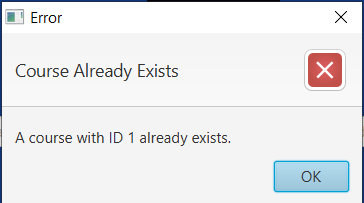 Error
Course Already Exists
A course with ID 1 already exists.
OK